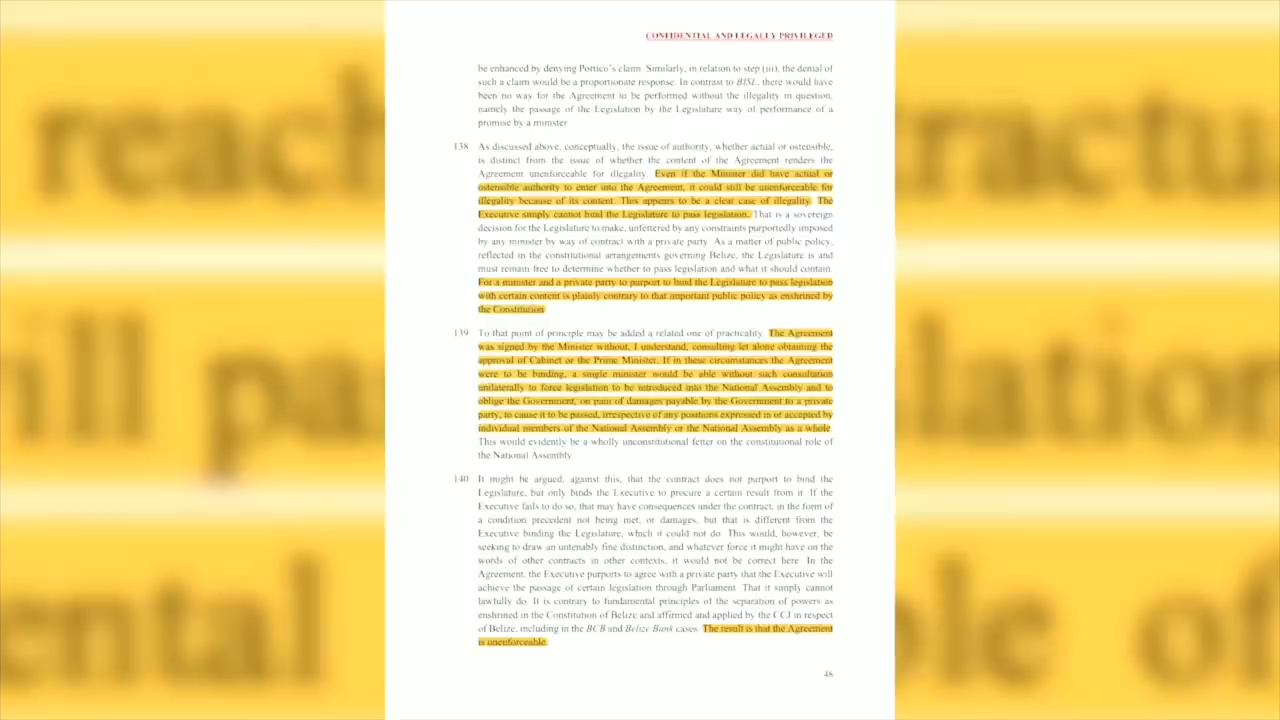 CONFIDENTIAL AND LEGALLY PRIVILEGED
be enhanced by denying Portico's claim. Similarly, in relation to step (iii), the denial of
such a claim would be a proportionate response. In contrast to BISL, there would have
been no way for the Agreement to be performed without the illegality in question,
namely the passage of the Legislation by the Legislature way of performance of a
promise by a minister
138 As discussed above, conceptually, the issue of authority, whether actual or ostensible,
is distinct from the issue of whether the content of the Agreement renders the
Agreement unenforceable for illegality. Even if the Minister did have actual or
ostensible authority to enter into the Agreement, it could still be unenforceable for
illegality because of its content. This appears to be a clear case of illegality. The
Executive simply cannot bind the Legislature to pass legislation. That is a sovereign
decision for the Legislature to make, unfettered by any constraints purportedly imposed
by any minister by way of contract with a private party. As a matter of public policy,
reflected in the constitutional arrangements governing Belize, the Legislature is and
must remain free to determine whether to pass legislation and what it should contain.
For a minister and a private party to purport to bind the Legislature to pass legislation
with certain content is plainly contrary to that important public policy as enshrined by
the Constitution
139 To that point of principle may be added a related one of practicality. The Agreement
was signed by the Minister without, I understand, consulting let alone obtaining the
approval of Cabinet or the Prime Minister. If in these circumstances the Agreement
were to be binding, a single minister would be able without such consultation
unilaterally to force legislation to be introduced into the National Assembly and to
oblige the Government, on pain of damages payable by the Government to a private
party, to cause it to be passed, irrespective of any positions expressed in or accepted by
individual members of the National Assembly or the National Assembly as a whole.
This would evidently be a wholly unconstitutional fetter on the constitutional role of
the National Assembly
140 It might be argued, against this, that the contract does not purport to bind the
Legislature, but only binds the Executive to procure a certain result from it. If the
Executive fails to do so, that may have consequences under the contract, in the form of
a condition precedent not being met, or damages, but that is different from the
Executive binding the Legislature, which it could not do. This would, however, be
seeking to draw an untenably fine distinction, and whatever force it might have on the
words of other contracts in other contexts, it would not be correct here. In the
Agreement, the Executive purports to agree with a private party that the Executive will
achieve the passage of certain legislation through Parliament. That it simply cannot
lawfully do. It is contrary to fundamental principles of the separation of powers as
enshrined in the Constitution of Belize and affirmed and applied by the CCJ in respect
of Belize, including in the BCB and Belize Bank cases. The result is that the Agreement
is unenforceable.
48